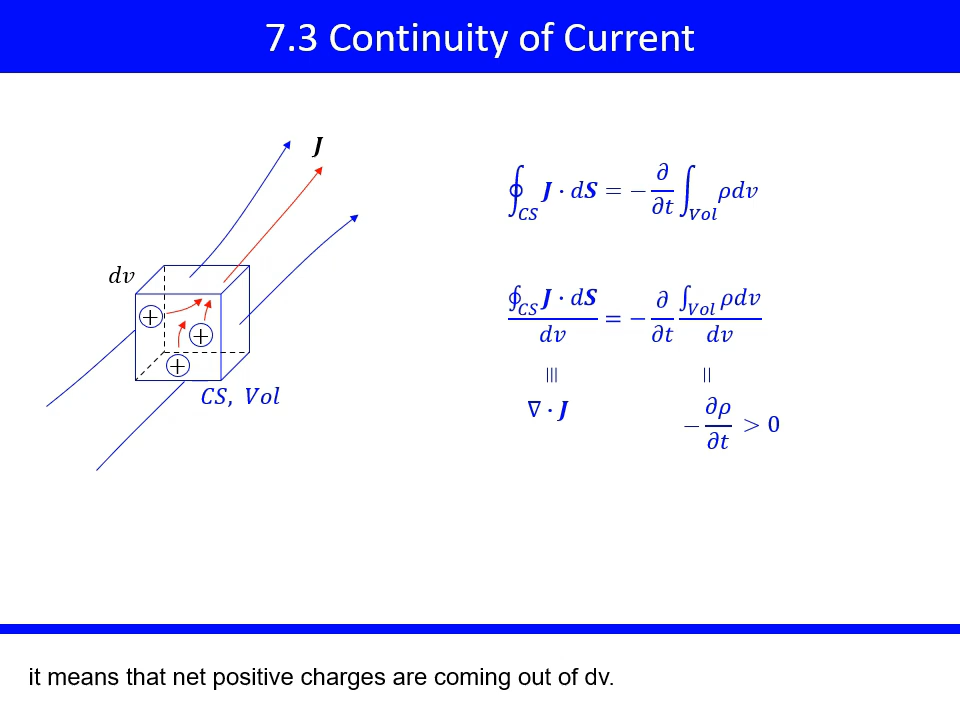 7.3 Continuity of Current
J
dv
+
+
+
CS, Vol
∮_CS J · dS = − ∂/∂t ∫_Vol ρdv
∮_CS J · dS / dv = − ∂/∂t ∫_Vol ρdv / dv
≡ =
∇ · J − ∂ρ/∂t > 0
it means that net positive charges are coming out of dv.